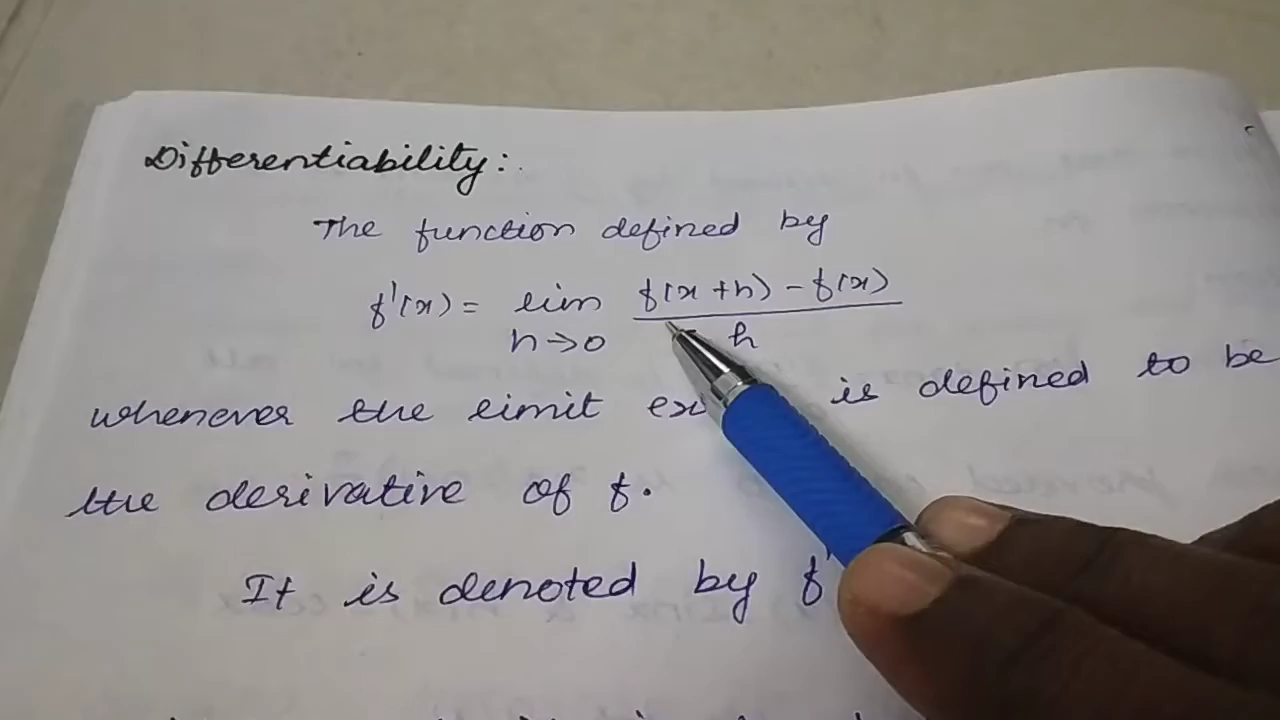 Differentiability:
The function defined by
f'(x) = lim h→0 f(x+h) - f(x) / h
whenever the limit is defined to be
the derivative of f.
It is denoted by f'